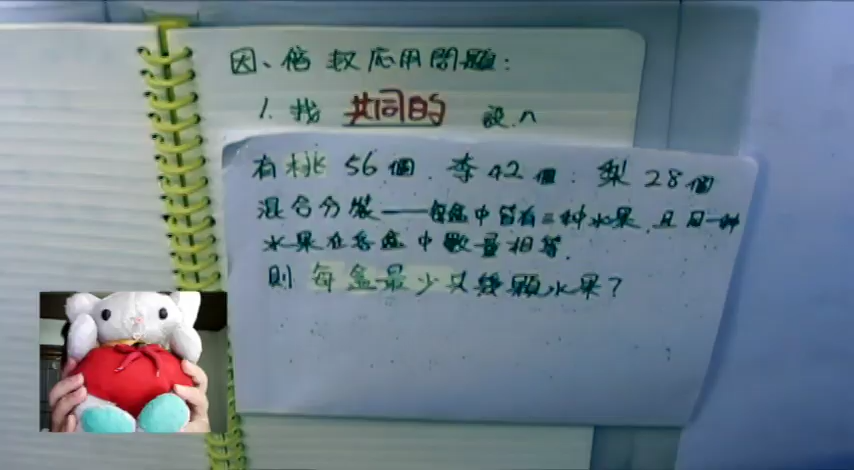 因、倍數应用問題:
1. 找 共同的 設.n
有桃 56個. 李 42個. 梨 28個
混合分裝——每盒中皆有三种水果,且同一种
水果在各盒中數量相等.
則每盒最少共幾顆水果?